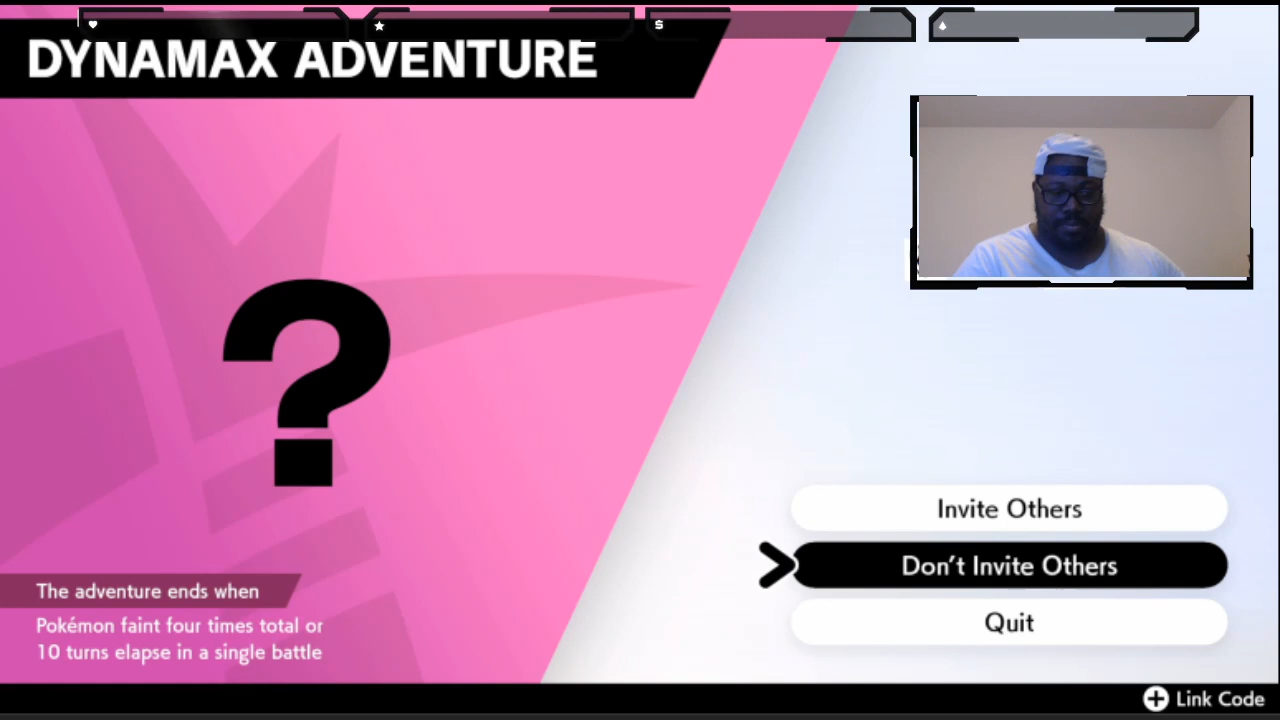 DYNAMAX ADVENTURE
?
Invite Others
Don't Invite Others
Quit
The adventure ends when
Pokémon faint four times total or
10 turns elapse in a single battle
Link Code